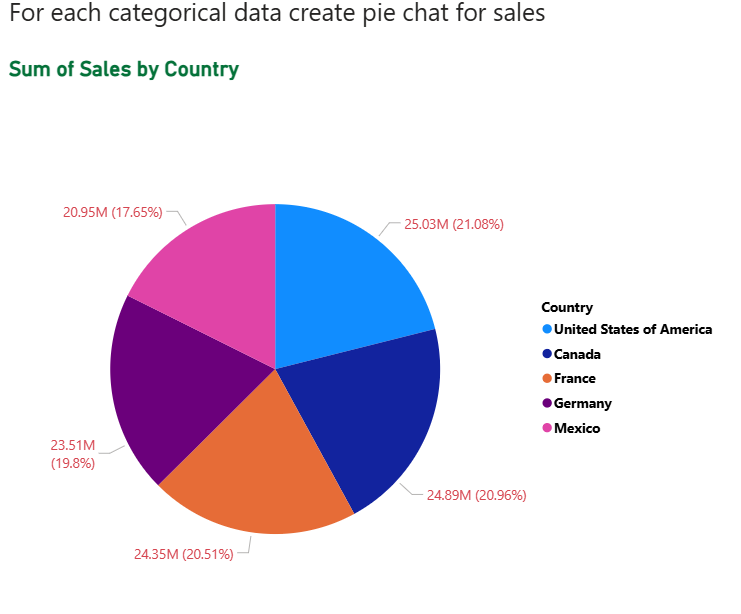 For each categorical data create pie chat for sales
Sum of Sales by Country
20.95M (17.65%)
25.03M (21.08%)
Country
United States of America
Canada
France
Germany
Mexico
23.51M
(19.8%)
24.89M (20.96%)
24.35M (20.51%)